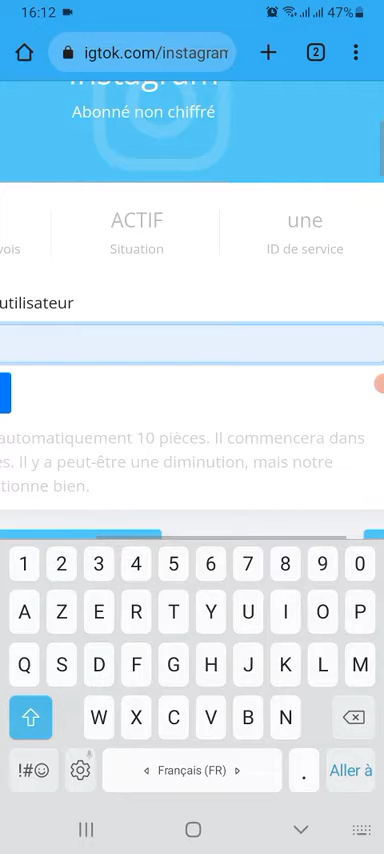 16:12
47%
igtok.com/instagram
2
Instagram
Abonné non chiffré
ACTIF
une
vois
Situation
ID de service
utilisateur
automatiquement 10 pièces. Il commencera dans
es. Il y a peut-être une diminution, mais notre
tionne bien.
1 2 3 4 5 6 7 8 9 0
A Z E R T Y U I O P
Q S D F G H J K L M
W X C V B N
!#☺
Français (FR)
.
Aller à